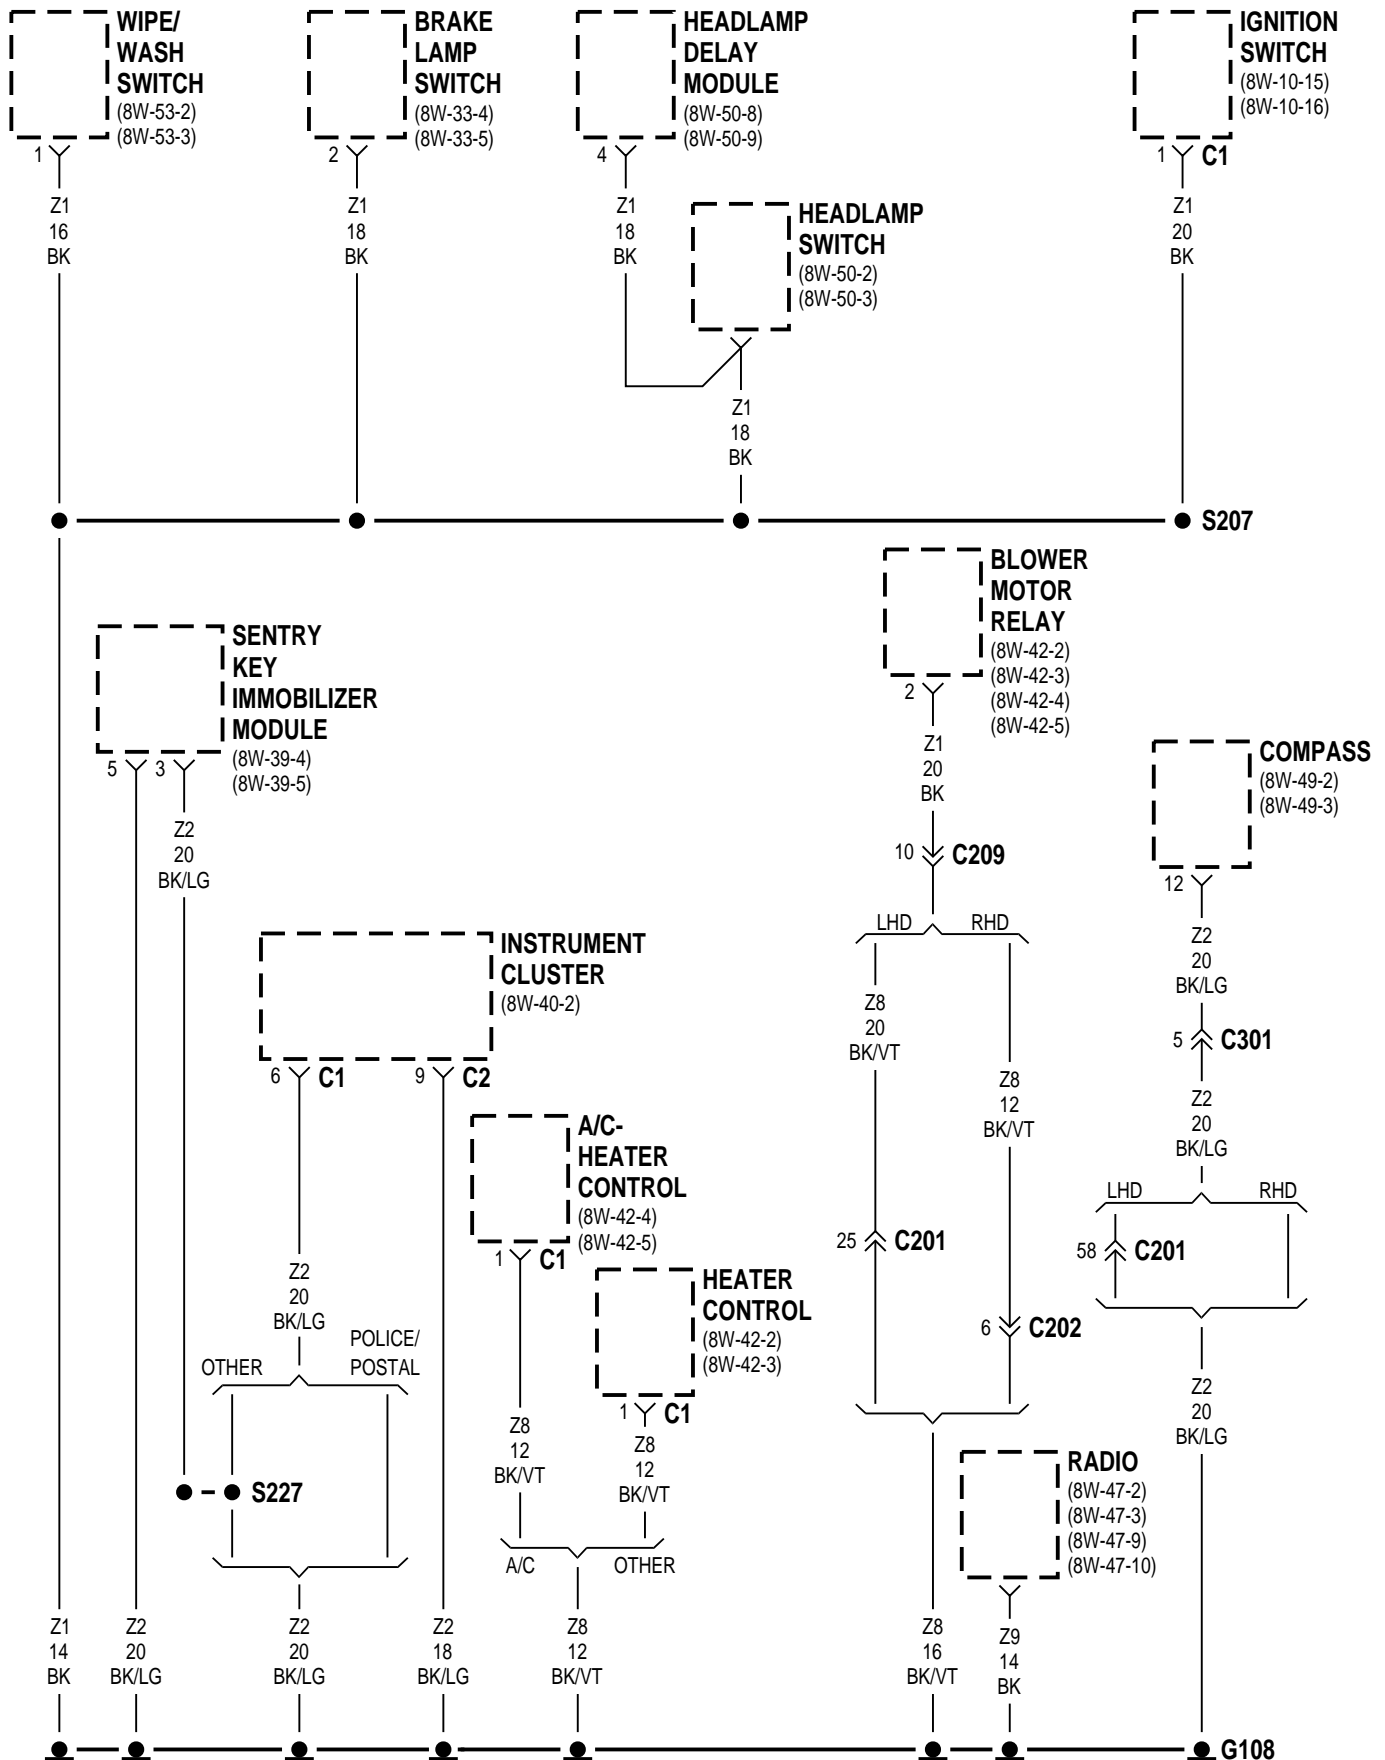 WIPE/
WASH
SWITCH
(8W-53-2)
(8W-53-3)
1
Z1
16
BK
BRAKE
LAMP
SWITCH
(8W-33-4)
(8W-33-5)
2
Z1
18
BK
HEADLAMP
DELAY
MODULE
(8W-50-8)
(8W-50-9)
4
Z1
18
BK
HEADLAMP
SWITCH
(8W-50-2)
(8W-50-3)
Z1
18
BK
IGNITION
SWITCH
(8W-10-15)
(8W-10-16)
1 C1
Z1
20
BK
S207
SENTRY
KEY
IMMOBILIZER
MODULE
(8W-39-4)
(8W-39-5)
5 3
Z2
20
BK/LG
BLOWER
MOTOR
RELAY
(8W-42-2)
(8W-42-3)
(8W-42-4)
(8W-42-5)
2
Z1
20
BK
10 C209
LHD RHD
Z8
20
BK/VT
Z8
12
BK/VT
25 C201
6 C202
COMPASS
(8W-49-2)
(8W-49-3)
12
Z2
20
BK/LG
5 C301
Z2
20
BK/LG
LHD RHD
58 C201
Z2
20
BK/LG
INSTRUMENT
CLUSTER
(8W-40-2)
6 C1 9 C2
Z2
20
BK/LG
OTHER
POLICE/
POSTAL
S227
A/C-
HEATER
CONTROL
(8W-42-4)
(8W-42-5)
1 C1
Z8
12
BK/VT
HEATER
CONTROL
(8W-42-2)
(8W-42-3)
1 C1
Z8
12
BK/VT
A/C OTHER
RADIO
(8W-47-2)
(8W-47-3)
(8W-47-9)
(8W-47-10)
Z1
14
BK
Z2
20
BK/LG
Z2
20
BK/LG
Z2
18
BK/LG
Z8
12
BK/VT
Z8
16
BK/VT
Z9
14
BK
G108